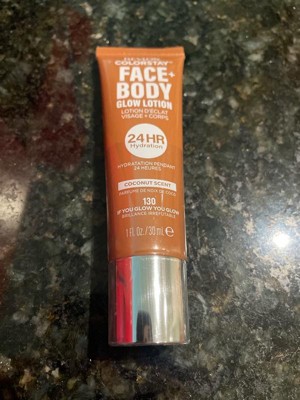 COLORSTAY™
FACE+
BODY
GLOW LOTION
LOTION D'ÉCLAT
VISAGE + CORPS
24 HR
Hydration
HYDRATATION PENDANT
24 HEURES
COCONUT SCENT
130
IF YOU GLOW YOU GLOW
1 Fl. Oz./30 ml ℮